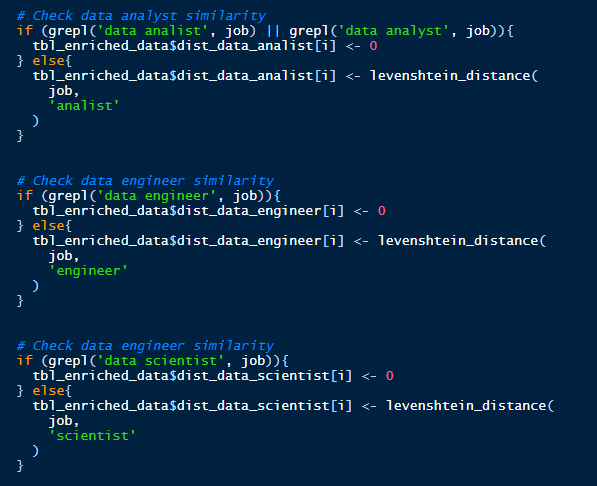 # Check data analyst similarity
if (grepl('data analist', job) || grepl('data analyst', job)){
  tbl_enriched_data$dist_data_analist[i] <- 0
} else{
  tbl_enriched_data$dist_data_analist[i] <- levenshtein_distance(
    job,
    'analist'
  )
}
# Check data engineer similarity
if (grepl('data engineer', job)){
  tbl_enriched_data$dist_data_engineer[i] <- 0
} else{
  tbl_enriched_data$dist_data_engineer[i] <- levenshtein_distance(
    job,
    'engineer'
  )
}
# Check data engineer similarity
if (grepl('data scientist', job)){
  tbl_enriched_data$dist_data_scientist[i] <- 0
} else{
  tbl_enriched_data$dist_data_scientist[i] <- levenshtein_distance(
    job,
    'scientist'
  )
}